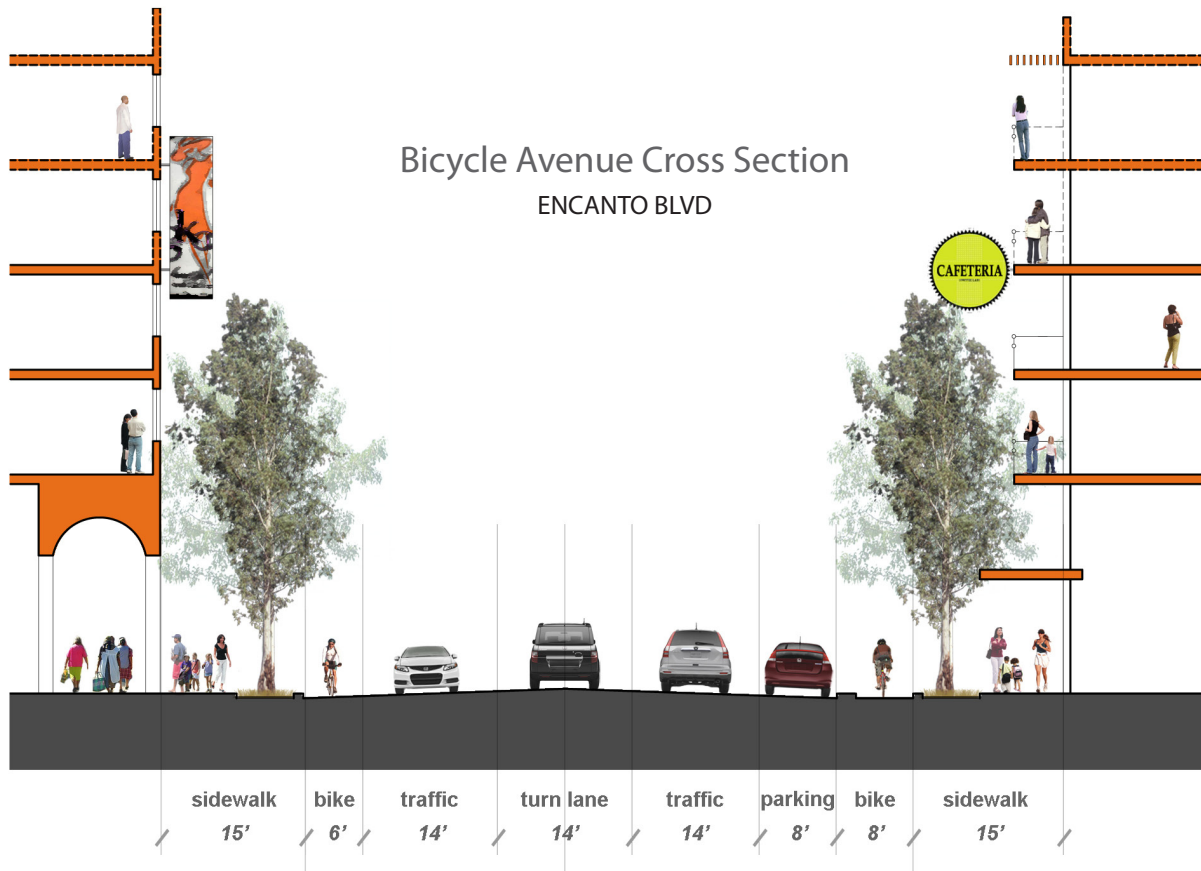 Bicycle Avenue Cross Section
ENCANTO BLVD
CAFETERIA
sidewalk bike traffic turn lane traffic parking bike sidewalk
15’ 6’ 14’ 14’ 14’ 8’ 8’ 15’